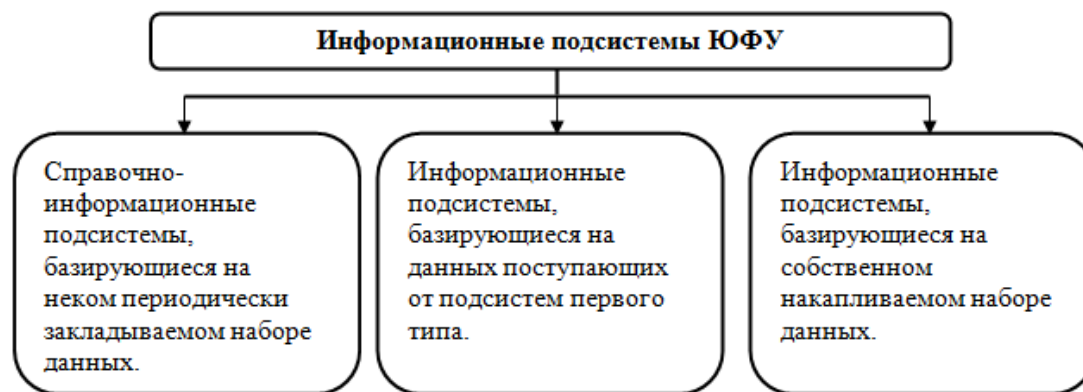 Информационные подсистемы ЮФУ
Справочно-
информационные
подсистемы,
базирующиеся на
неком периодически
закладываемом наборе
данных.
Информационные
подсистемы,
базирующиеся на
данных поступающих
от подсистем первого
типа.
Информационные
подсистемы,
базирующиеся на
собственном
накапливаемом наборе
данных.